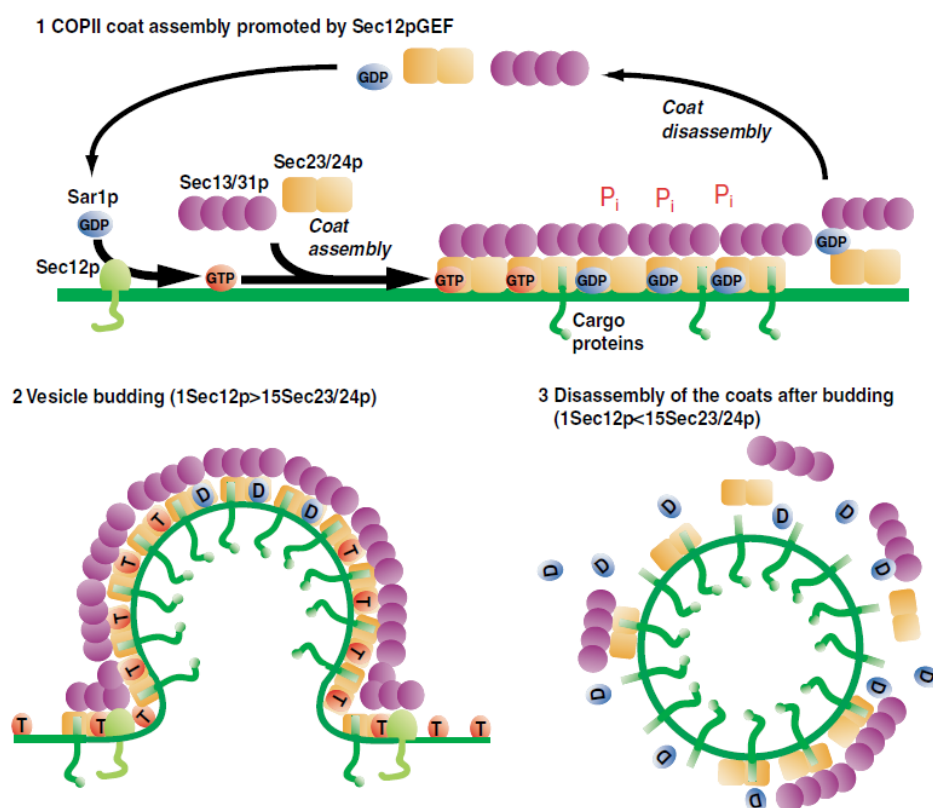 1 COPII coat assembly promoted by Sec12pGEF
GDP
Coat
disassembly
Sec23/24p
Sec13/31p
Sar1p
GDP
Coat
assembly
Sec12p
GTP
Pi Pi Pi
GDP
GTP GTP GDP GDP GDP
Cargo
proteins
2 Vesicle budding (1Sec12p>15Sec23/24p)
3 Disassembly of the coats after budding
(1Sec12p<15Sec23/24p)
D D D
T T
T T
T T
T T
T T
T T T T T
D D
D
D D
D D
D
D D
D